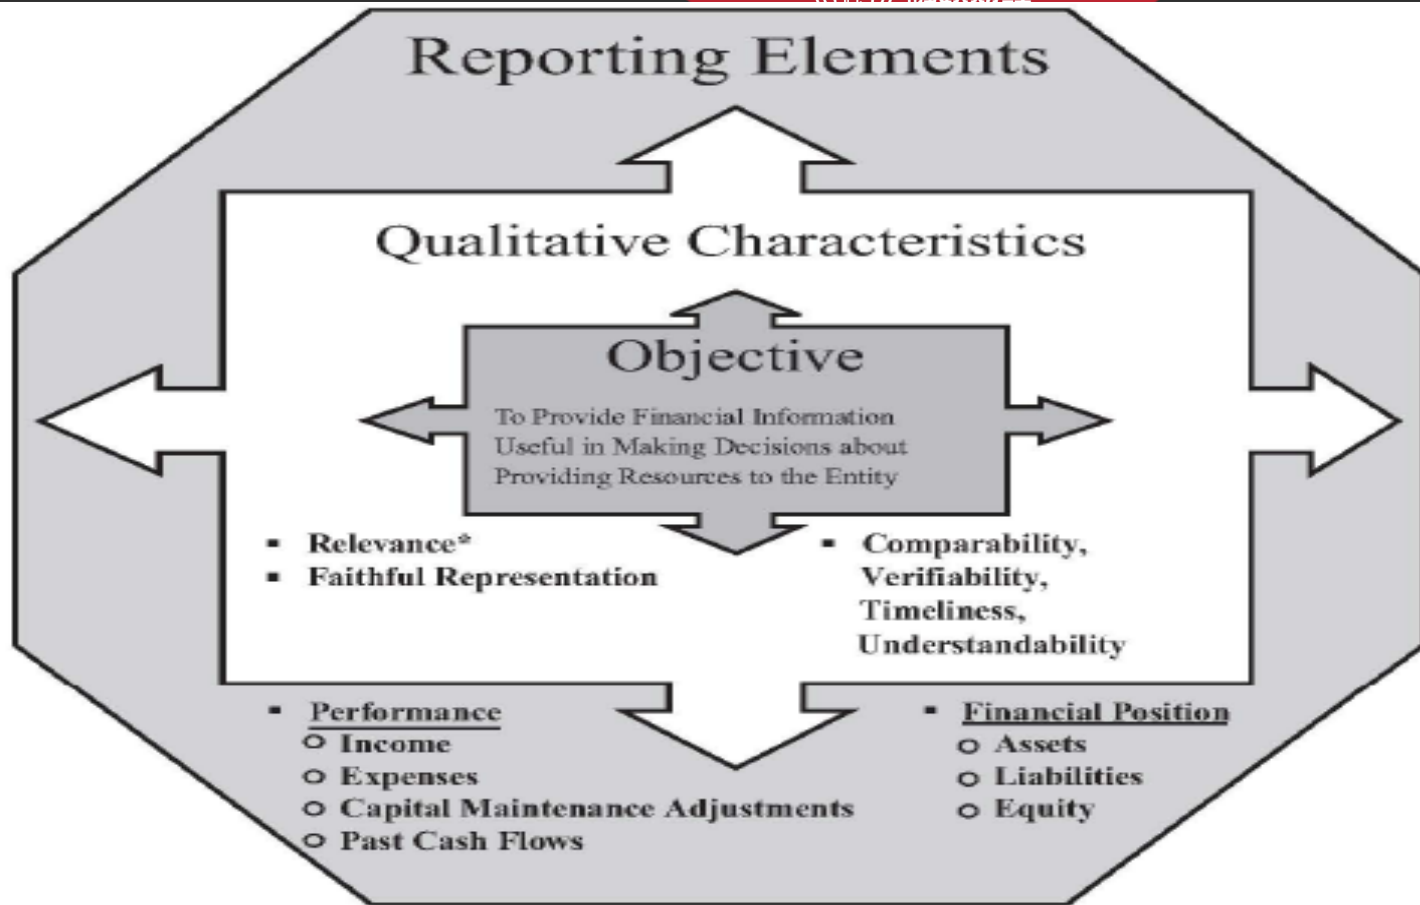 Reporting Elements
Qualitative Characteristics
Objective
To Provide Financial Information
Useful in Making Decisions about
Providing Resources to the Entity
▪ Relevance*
▪ Faithful Representation
▪ Comparability,
Verifiability,
Timeliness,
Understandability
▪ Performance
o Income
o Expenses
o Capital Maintenance Adjustments
o Past Cash Flows
▪ Financial Position
o Assets
o Liabilities
o Equity